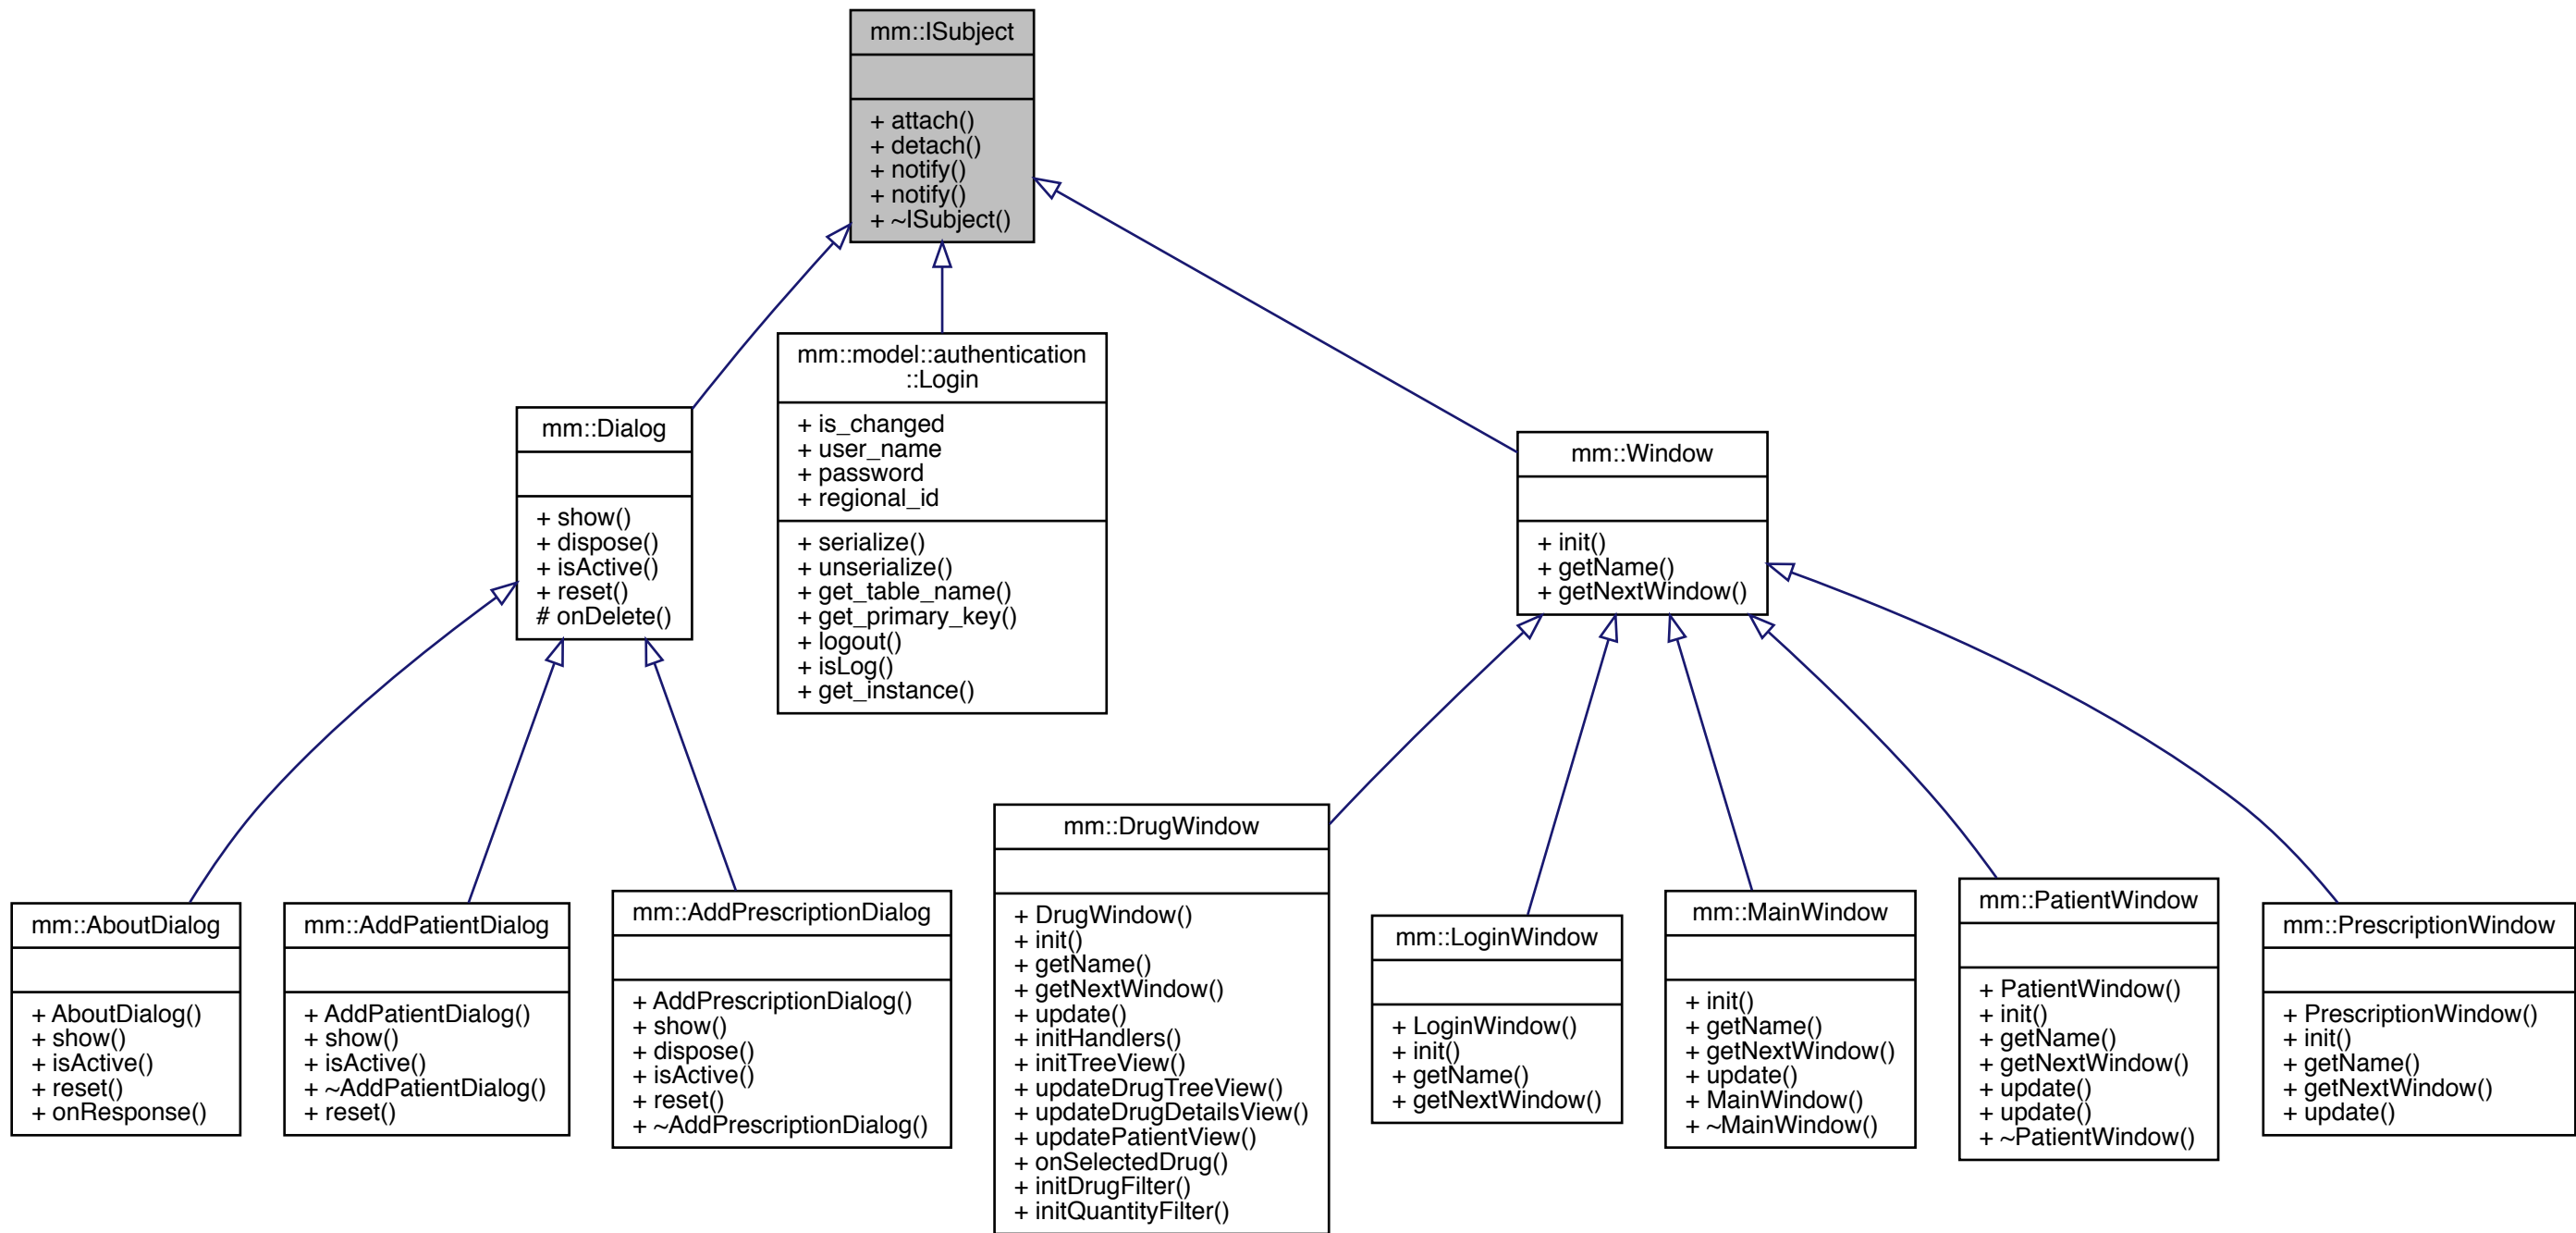 mm::ISubject
+ attach()
+ detach()
+ notify()
+ notify()
+ ~ISubject()
mm::Dialog
+ show()
+ dispose()
+ isActive()
+ reset()
# onDelete()
mm::model::authentication
::Login
+ is_changed
+ user_name
+ password
+ regional_id
+ serialize()
+ unserialize()
+ get_table_name()
+ get_primary_key()
+ logout()
+ isLog()
+ get_instance()
mm::Window
+ init()
+ getName()
+ getNextWindow()
mm::AboutDialog
+ AboutDialog()
+ show()
+ isActive()
+ reset()
+ onResponse()
mm::AddPatientDialog
+ AddPatientDialog()
+ show()
+ isActive()
+ ~AddPatientDialog()
+ reset()
mm::AddPrescriptionDialog
+ AddPrescriptionDialog()
+ show()
+ dispose()
+ isActive()
+ reset()
+ ~AddPrescriptionDialog()
mm::DrugWindow
+ DrugWindow()
+ init()
+ getName()
+ getNextWindow()
+ update()
+ initHandlers()
+ initTreeView()
+ updateDrugTreeView()
+ updateDrugDetailsView()
+ updatePatientView()
+ onSelectedDrug()
+ initDrugFilter()
+ initQuantityFilter()
mm::LoginWindow
+ LoginWindow()
+ init()
+ getName()
+ getNextWindow()
mm::MainWindow
+ init()
+ getName()
+ getNextWindow()
+ update()
+ MainWindow()
+ ~MainWindow()
mm::PatientWindow
+ PatientWindow()
+ init()
+ getName()
+ getNextWindow()
+ update()
+ update()
+ ~PatientWindow()
mm::PrescriptionWindow
+ PrescriptionWindow()
+ init()
+ getName()
+ getNextWindow()
+ update()